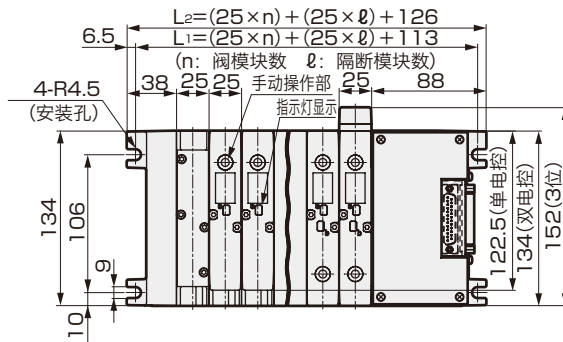 L2=(25×n)+(25×ℓ)+126
6.5
L1=(25×n)+(25×ℓ)+113
(n: 阀模块数 ℓ: 隔断模块数)
4-R4.5
(安装孔)
38
25
25
手动操作部
25
88
指示灯显示
134
106
9
10
122.5(单电控)
134(双电控)
152(3位)